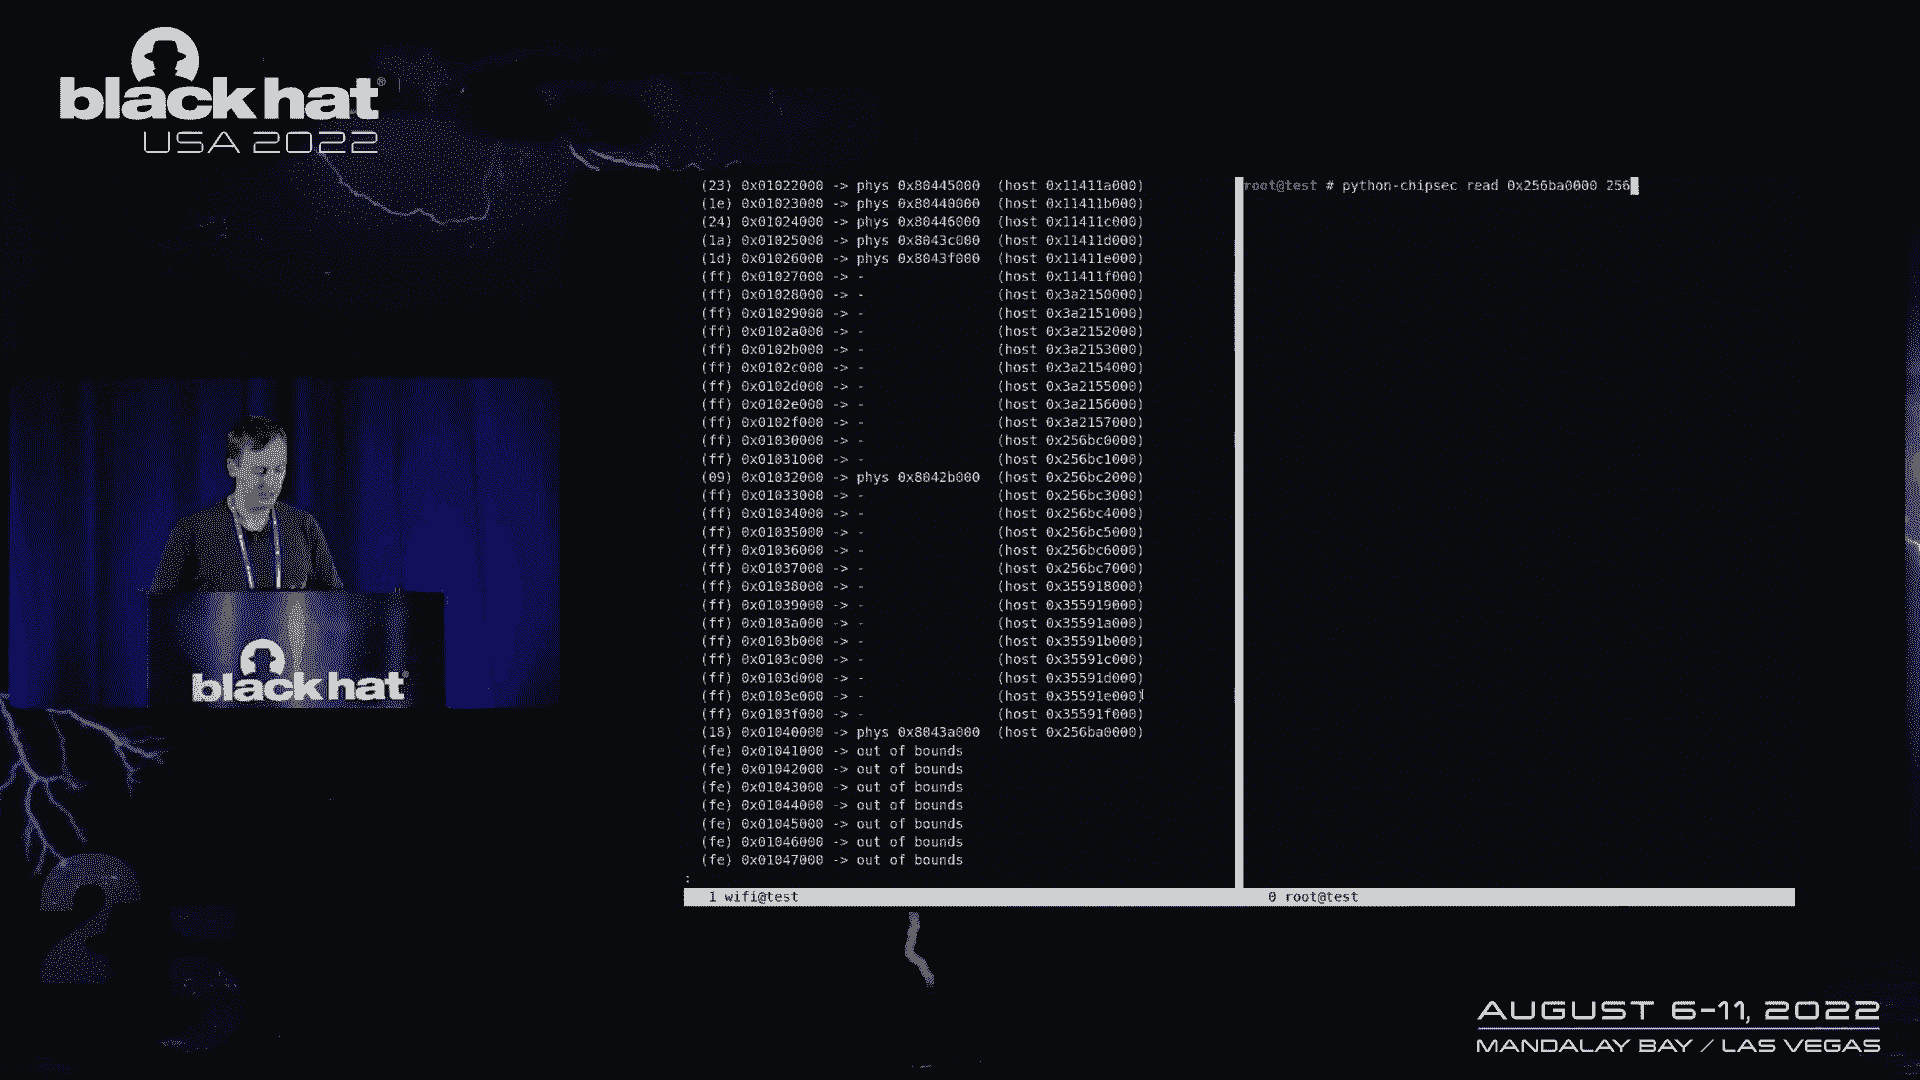 black hat®
USA 2022
(23) 0x01022000 -> phys 0x80445000 (host 0x11411a000)
(1e) 0x01023000 -> phys 0x80440000 (host 0x11411b000)
(24) 0x01024000 -> phys 0x80446000 (host 0x11411c000)
(1a) 0x01025000 -> phys 0x8043c000 (host 0x11411d000)
(1d) 0x01026000 -> phys 0x8043f000 (host 0x11411e000)
(ff) 0x01027000 -> - (host 0x11411f000)
(ff) 0x01028000 -> - (host 0x3a2150000)
(ff) 0x01029000 -> - (host 0x3a2151000)
(ff) 0x0102a000 -> - (host 0x3a2152000)
(ff) 0x0102b000 -> - (host 0x3a2153000)
(ff) 0x0102c000 -> - (host 0x3a2154000)
(ff) 0x0102d000 -> - (host 0x3a2155000)
(ff) 0x0102e000 -> - (host 0x3a2156000)
(ff) 0x0102f000 -> - (host 0x3a2157000)
(ff) 0x01030000 -> - (host 0x256bc0000)
(ff) 0x01031000 -> - (host 0x256bc1000)
(09) 0x01032000 -> phys 0x8042b000 (host 0x256bc2000)
(ff) 0x01033000 -> - (host 0x256bc3000)
(ff) 0x01034000 -> - (host 0x256bc4000)
(ff) 0x01035000 -> - (host 0x256bc5000)
(ff) 0x01036000 -> - (host 0x256bc6000)
(ff) 0x01037000 -> - (host 0x256bc7000)
(ff) 0x01038000 -> - (host 0x355918000)
(ff) 0x01039000 -> - (host 0x355919000)
(ff) 0x0103a000 -> - (host 0x35591a000)
(ff) 0x0103b000 -> - (host 0x35591b000)
(ff) 0x0103c000 -> - (host 0x35591c000)
(ff) 0x0103d000 -> - (host 0x35591d000)
(ff) 0x0103e000 -> - (host 0x35591e000)
(ff) 0x0103f000 -> - (host 0x35591f000)
(18) 0x01040000 -> phys 0x8043a000 (host 0x256ba0000)
(fe) 0x01041000 -> out of bounds
(fe) 0x01042000 -> out of bounds
(fe) 0x01043000 -> out of bounds
(fe) 0x01044000 -> out of bounds
(fe) 0x01045000 -> out of bounds
(fe) 0x01046000 -> out of bounds
(fe) 0x01047000 -> out of bounds
:
1 wifi@test
root@test # python-chipsec read 0x256ba0000 256
0 root@test
black hat
25
AUGUST 6-11, 2022
MANDALAY BAY / LAS VEGAS